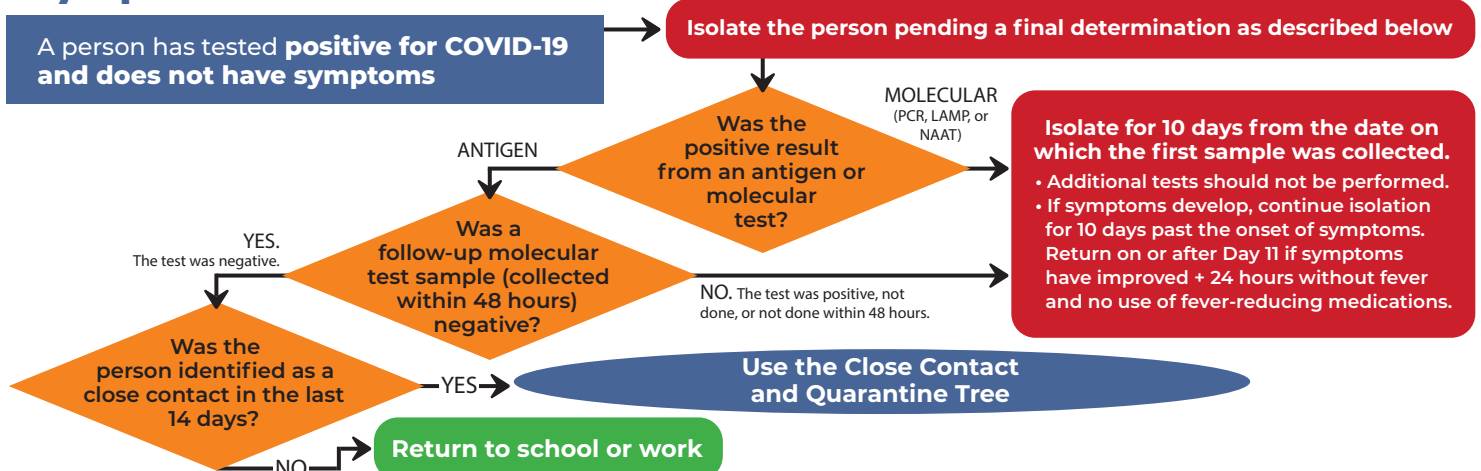 A person has tested positive for COVID-19
and does not have symptoms
Isolate the person pending a final determination as described below
Was the
positive result
from an antigen or
molecular
test?
MOLECULAR
(PCR, LAMP, or
NAAT)
Isolate for 10 days from the date on
which the first sample was collected.
• Additional tests should not be performed.
• If symptoms develop, continue isolation
for 10 days past the onset of symptoms.
Return on or after Day 11 if symptoms
have improved + 24 hours without fever
and no use of fever-reducing medications.
ANTIGEN
Was a
follow-up molecular
test sample (collected
within 48 hours)
negative?
NO. The test was positive, not
done, or not done within 48 hours.
YES.
The test was negative.
Was the
person identified as a
close contact in the last
14 days?
YES
Use the Close Contact
and Quarantine Tree
NO
Return to school or work